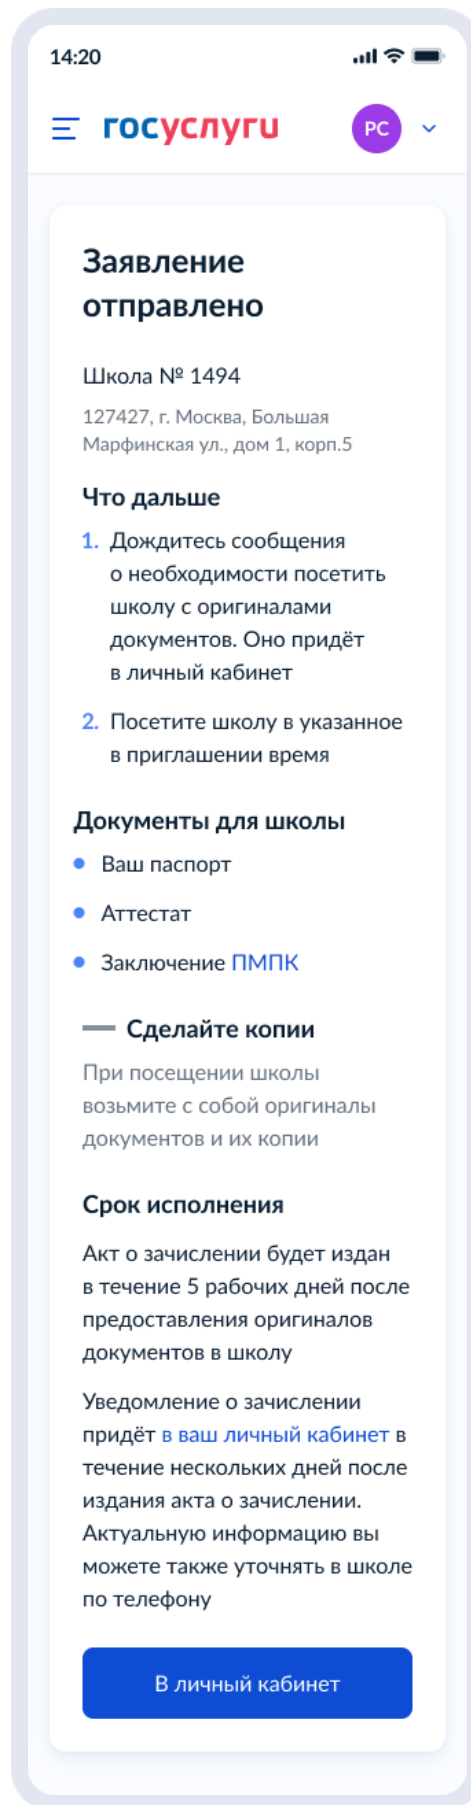 14:20
госуслуги
РС
Заявление
отправлено
Школа № 1494
127427, г. Москва, Большая
Марфинская ул., дом 1, корп.5
Что дальше
1. Дождитесь сообщения
о необходимости посетить
школу с оригиналами
документов. Оно придёт
в личный кабинет
2. Посетите школу в указанное
в приглашении время
Документы для школы
Ваш паспорт
Аттестат
Заключение ПМПК
Сделайте копии
При посещении школы
возьмите с собой оригиналы
документов и их копии
Срок исполнения
Акт о зачислении будет издан
в течение 5 рабочих дней после
предоставления оригиналов
документов в школу
Уведомление о зачислении
придёт в ваш личный кабинет в
течение нескольких дней после
издания акта о зачислении.
Актуальную информацию вы
можете также уточнять в школе
по телефону
В личный кабинет